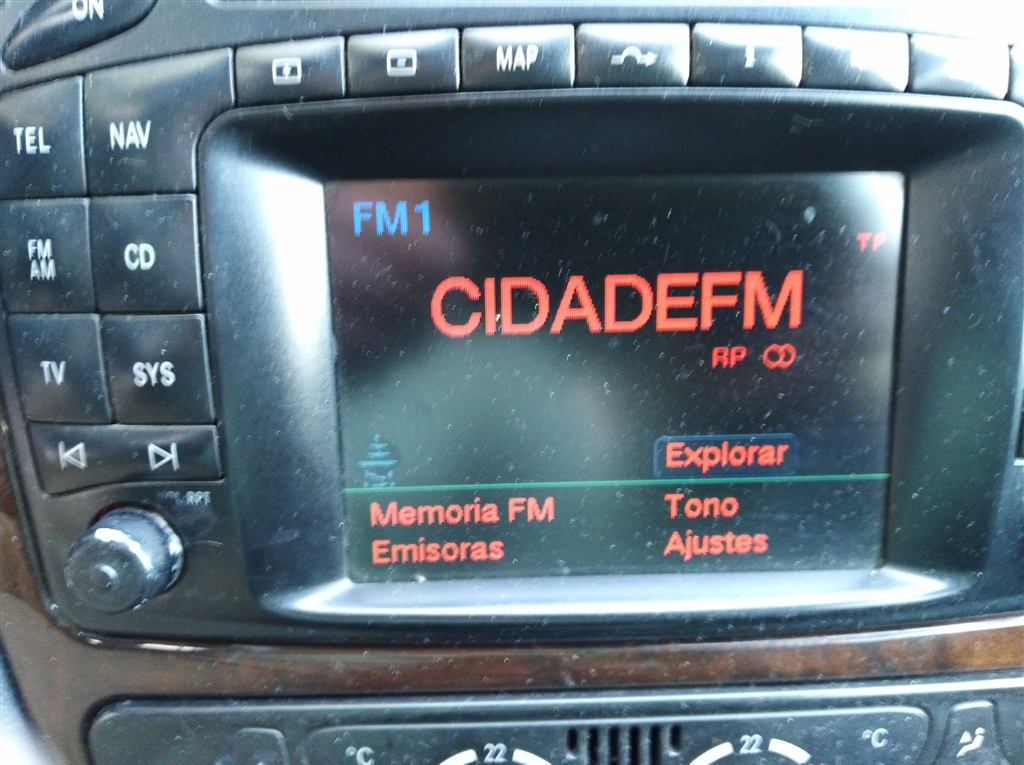 ON
MAP
TEL
NAV
FM1
TP
FM
AM
CD
CIDADEFM
RP
TV
SYS
Explorar
Memoria FM
Tono
Emisoras
Ajustes
°C
22
22
°C